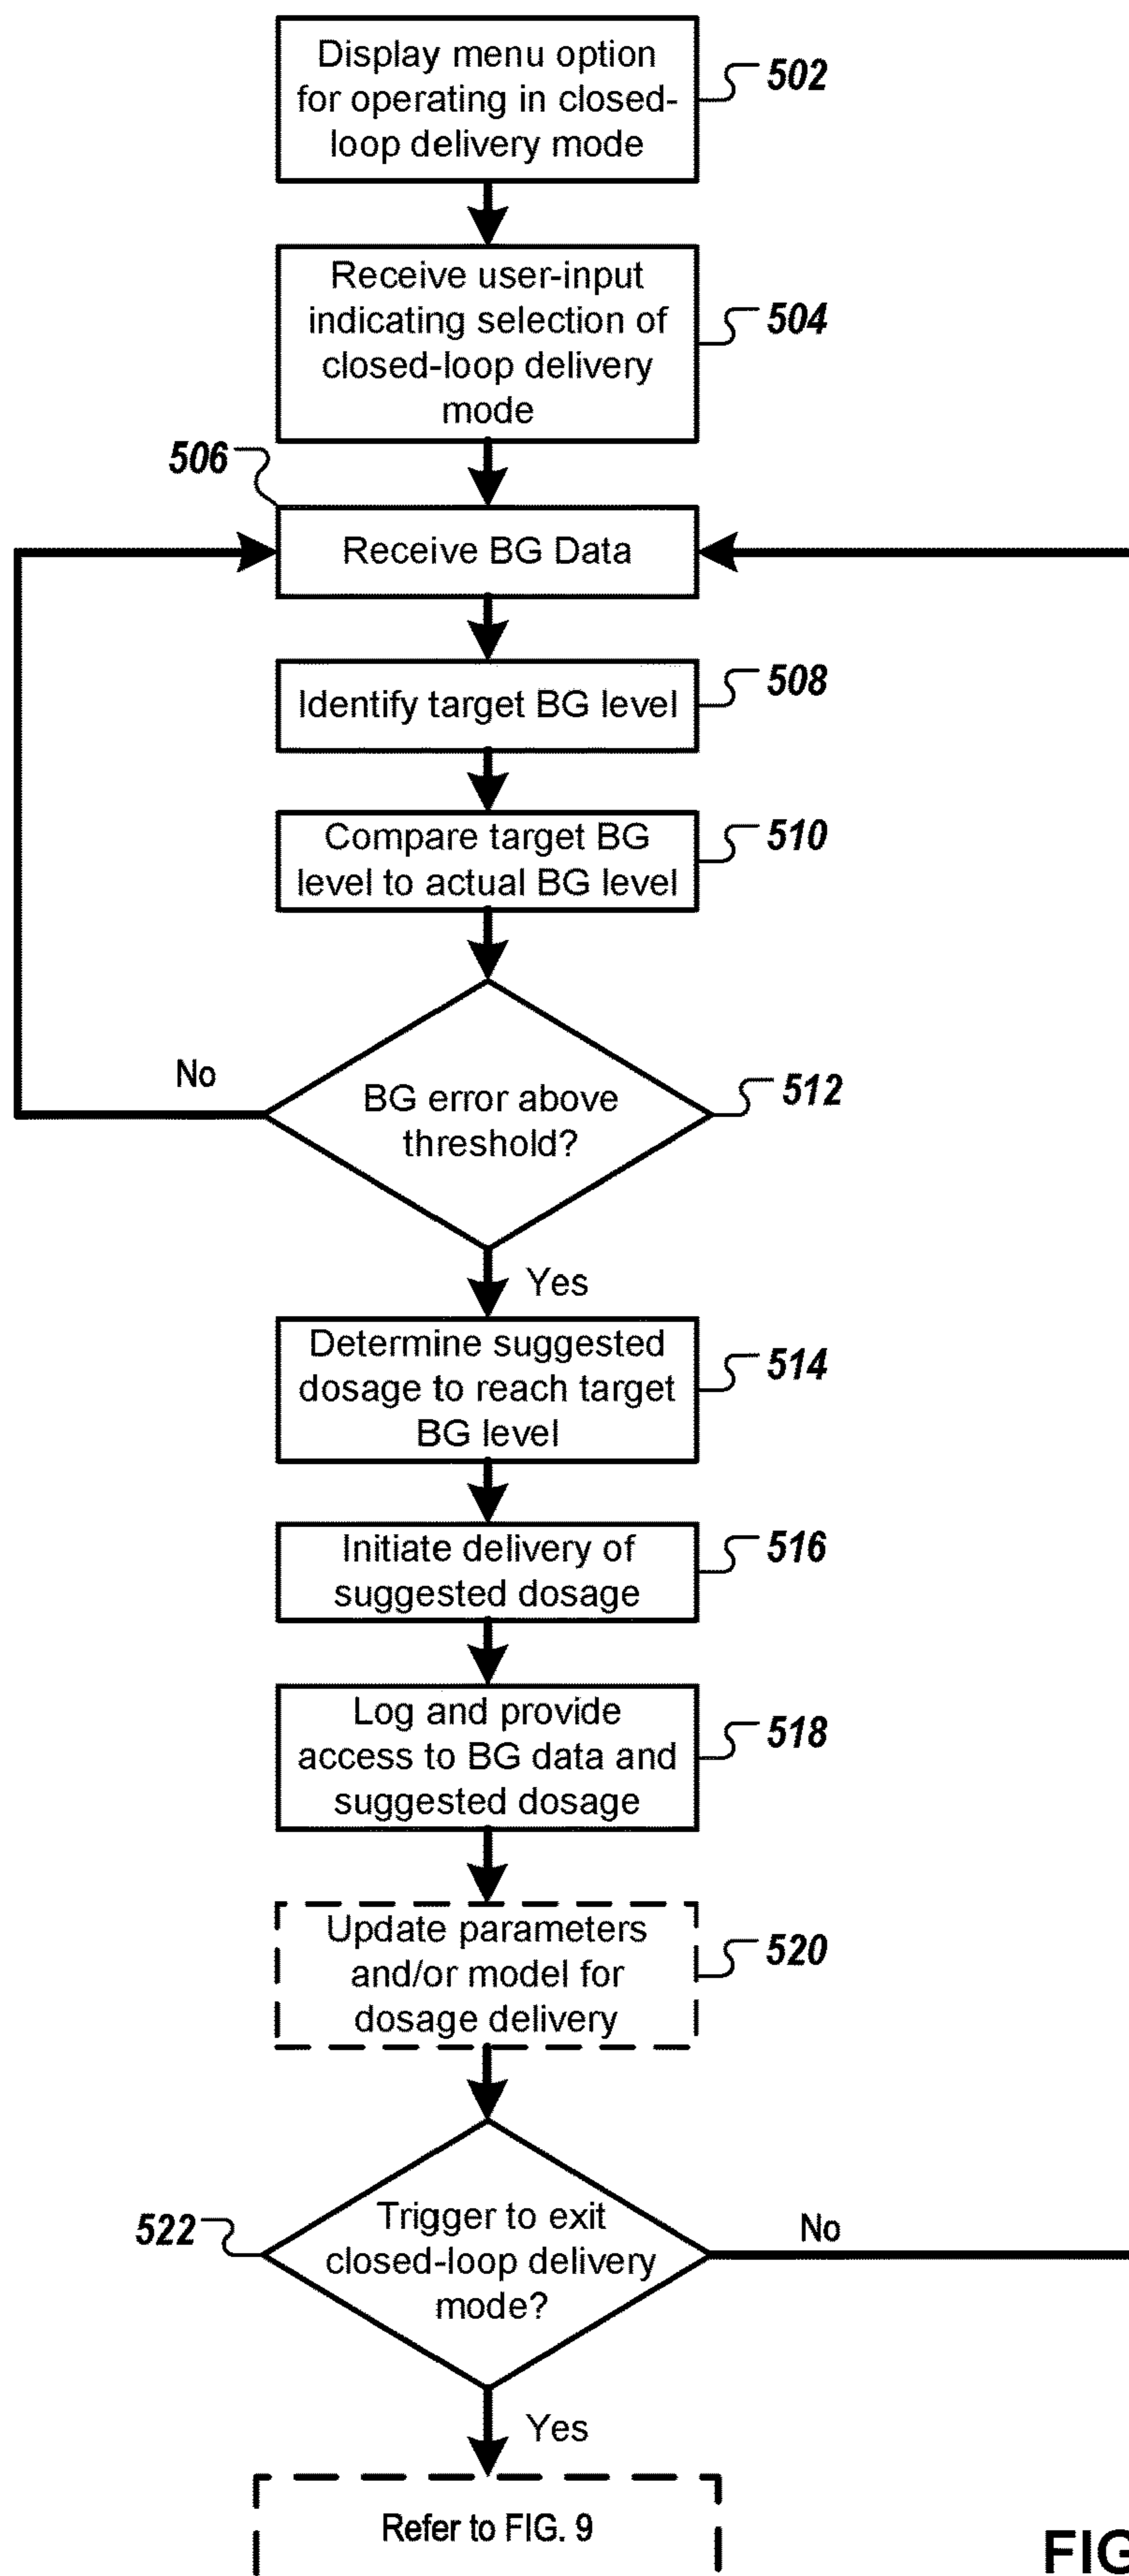 Display menu option
for operating in closed-
loop delivery mode
502
Receive user-input
indicating selection of
closed-loop delivery
mode
504
506
Receive BG Data
Identify target BG level
508
Compare target BG
level to actual BG level
510
No
BG error above
threshold?
512
Yes
Determine suggested
dosage to reach target
BG level
514
Initiate delivery of
suggested dosage
516
Log and provide
access to BG data and
suggested dosage
518
Update parameters
and/or model for
dosage delivery
520
522
Trigger to exit
closed-loop delivery
mode?
No
Yes
Refer to FIG. 9
FIG